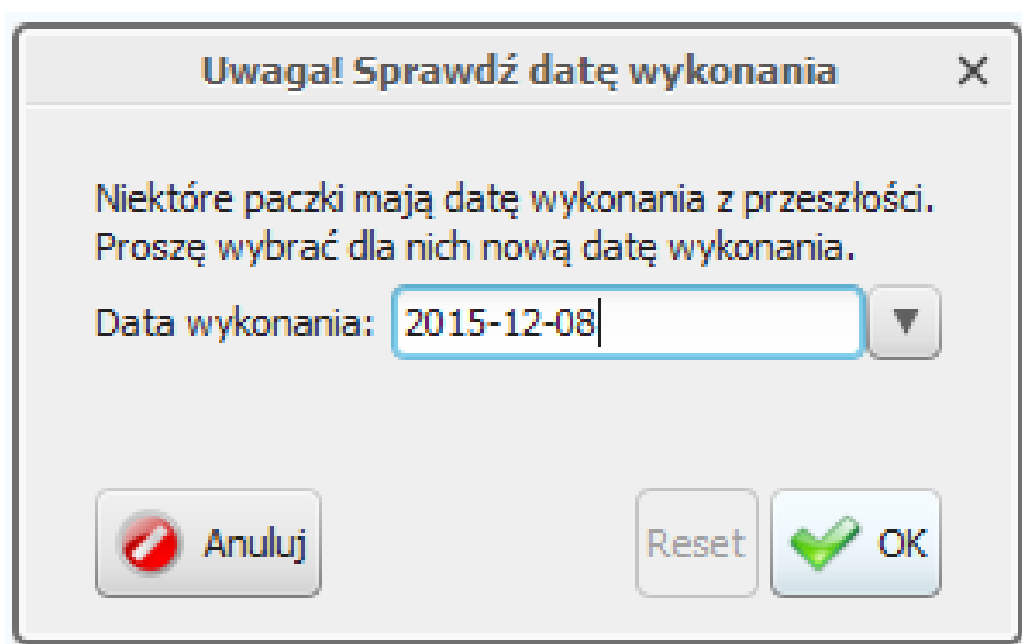 Uwaga! Sprawdź datę wykonania
Niektóre paczki mają datę wykonania z przeszłości.
Proszę wybrać dla nich nową datę wykonania.
Data wykonania: 2015-12-08
Anuluj Reset OK